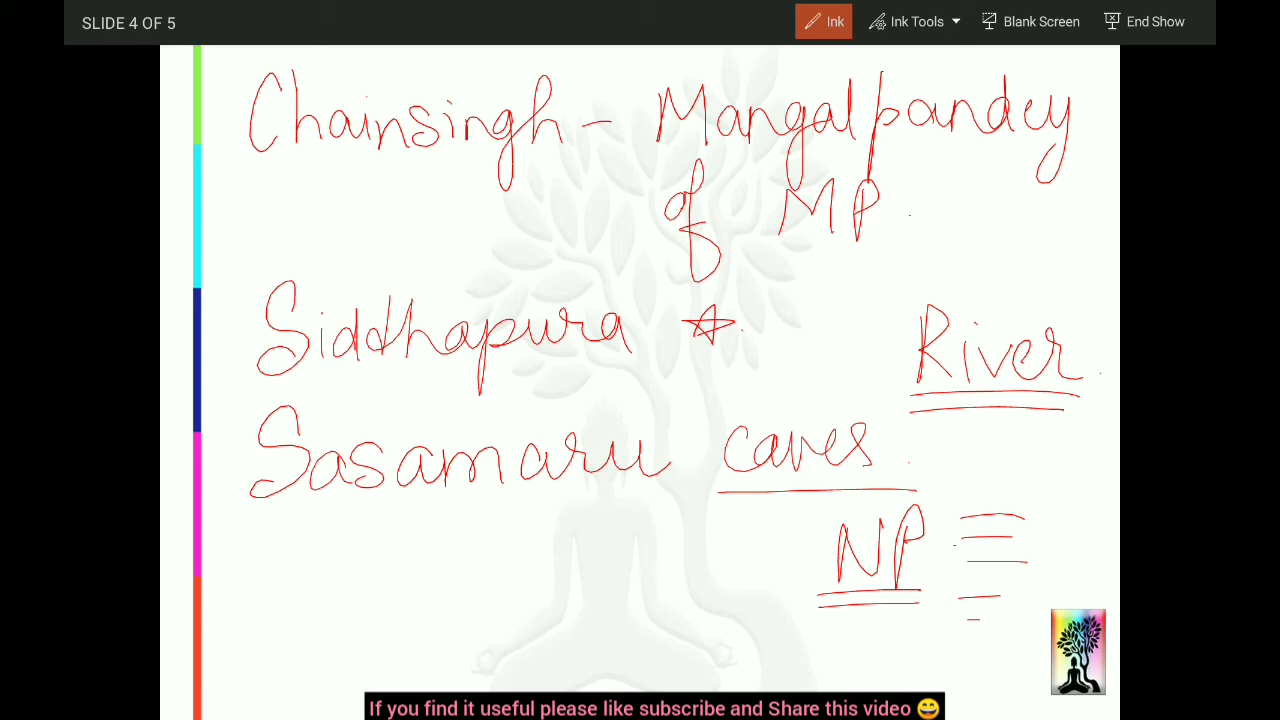 SLIDE 4 OF 5
Ink Ink Tools Blank Screen End Show
Chainsingh - Mangalpandey
of MP.
Siddhapura
River
Sasamaru caves
NP
If you find it useful please like subscribe and Share this video 😄